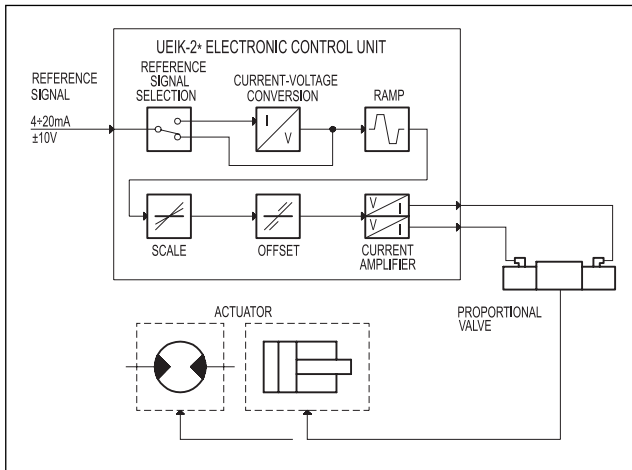 UEIK-2* ELECTRONIC CONTROL UNIT
REFERENCE
SIGNAL
4÷20mA
±10V
REFERENCE
SIGNAL
SELECTION
CURRENT-VOLTAGE
CONVERSION
I
V
RAMP
SCALE
OFFSET
V
I
V
I
CURRENT
AMPLIFIER
PROPORTIONAL
VALVE
ACTUATOR